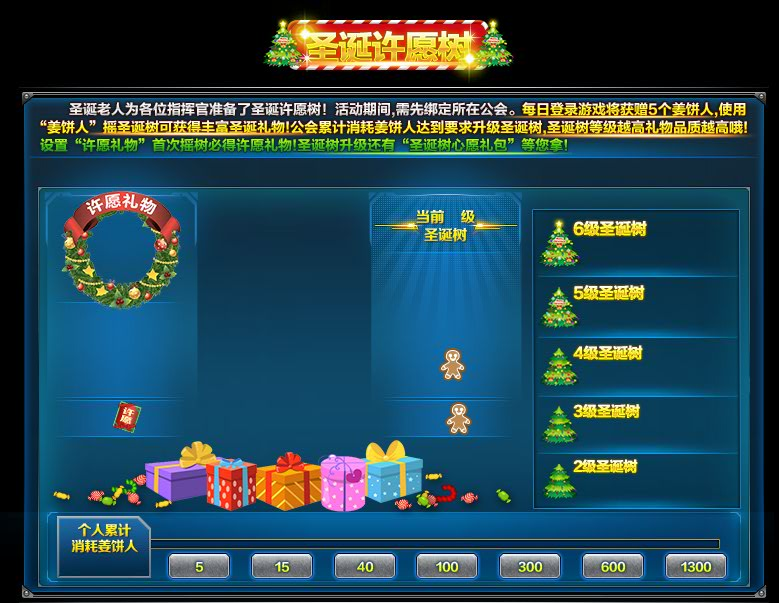 圣诞许愿树
圣诞老人为各位指挥官准备了圣诞许愿树！活动期间,需先绑定所在公会。每日登录游戏将获赠5个姜饼人,使用
“姜饼人”摇圣诞树可获得丰富圣诞礼物!公会累计消耗姜饼人达到要求升级圣诞树,圣诞树等级越高礼物品质越高哦!
设置“许愿礼物”首次摇树必得许愿礼物!圣诞树升级还有“圣诞树心愿礼包”等您拿!
许愿礼物
当前 级
圣诞树
6级圣诞树
5级圣诞树
4级圣诞树
3级圣诞树
2级圣诞树
许愿
个人累计
消耗姜饼人
5 15 40 100 300 600 1300